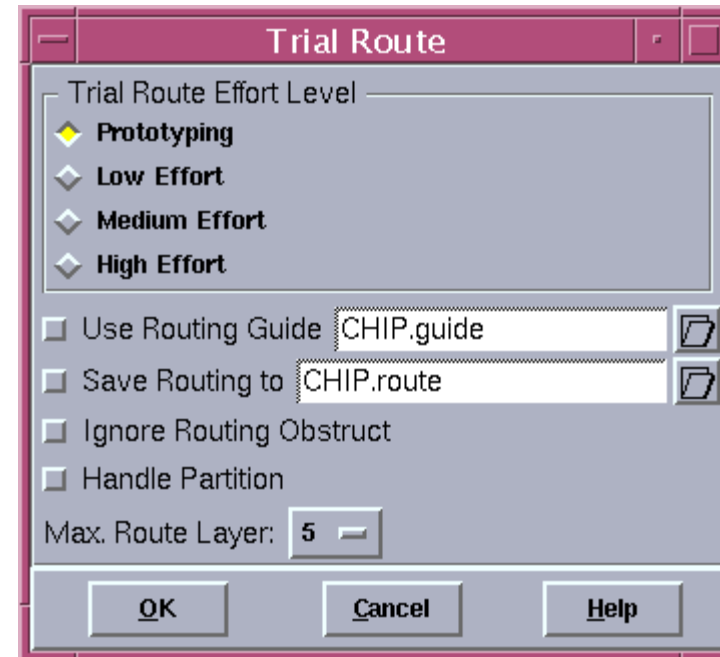 Trial Route
Trial Route Effort Level
Prototyping
Low Effort
Medium Effort
High Effort
Use Routing Guide CHIP.guide
Save Routing to CHIP.route
Ignore Routing Obstruct
Handle Partition
Max. Route Layer: 5
OK Cancel Help